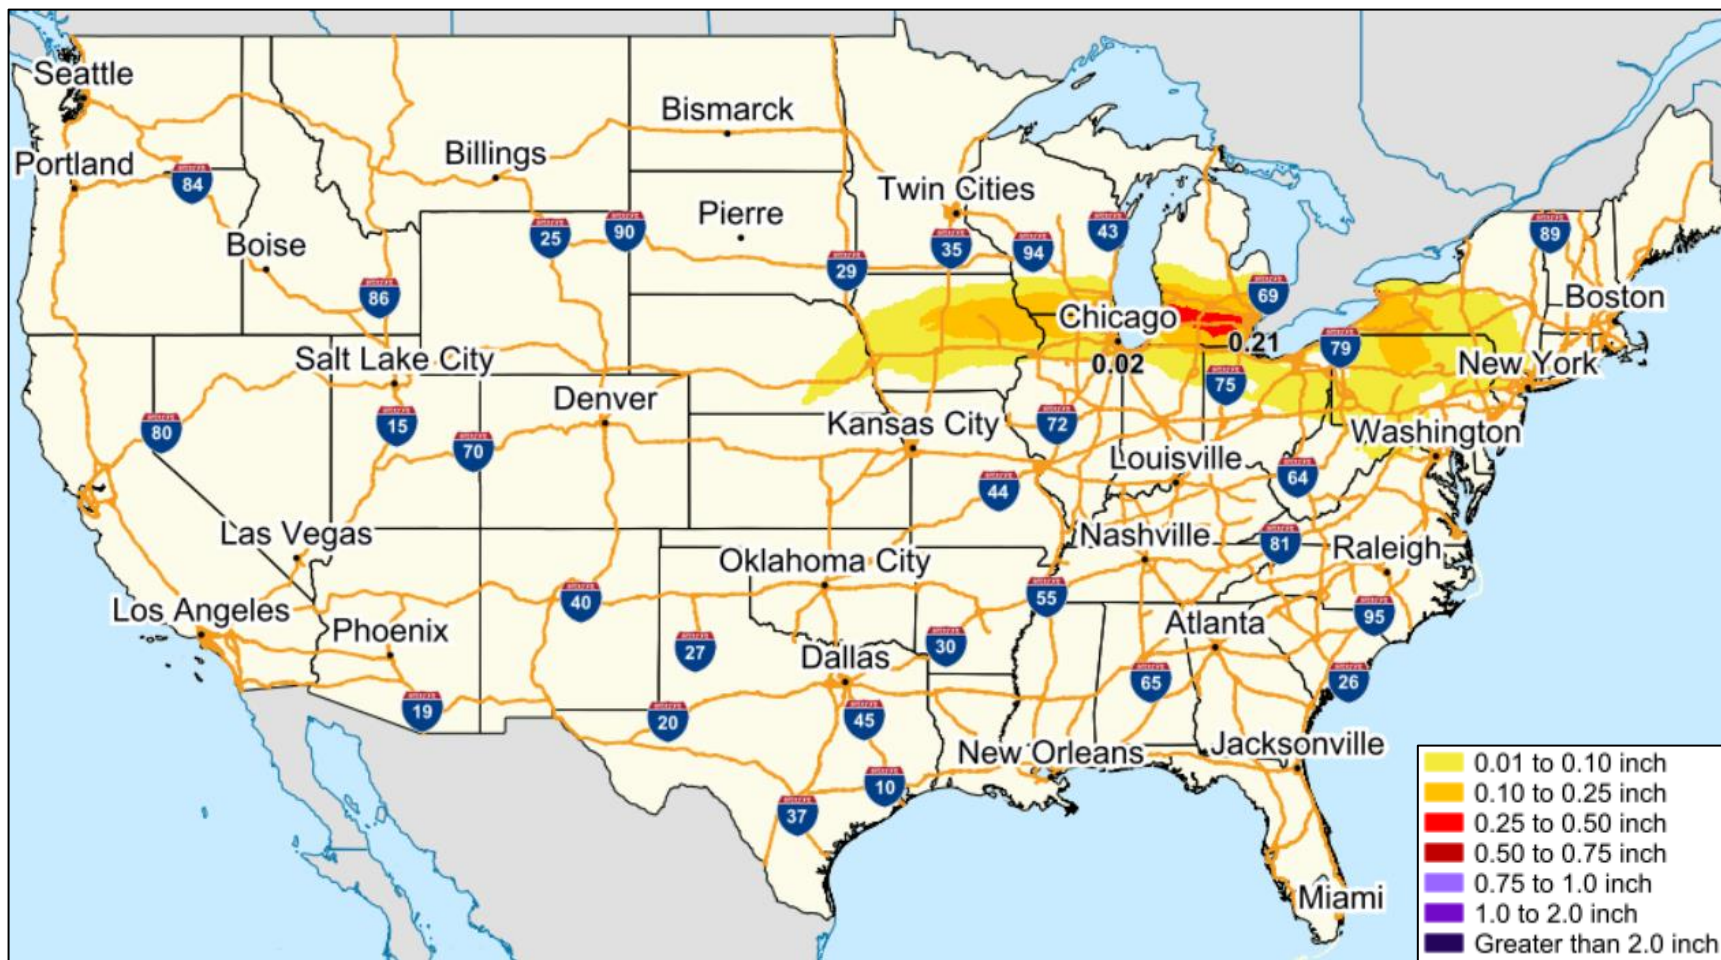 Seattle
Bismarck
Billings
Portland
84
Twin Cities
Pierre
25
90
35
94
43
89
Boise
29
86
69
Boston
Chicago
0.21
79
Salt Lake City
0.02
New York
Denver
75
80
15
Kansas City
72
Washington
70
Louisville
64
44
Las Vegas
Nashville
81
Raleigh
Oklahoma City
40
55
Los Angeles
Phoenix
95
Atlanta
27
30
Dallas
65
26
19
20
45
New Orleans
Jacksonville
10
37
Miami
0.01 to 0.10 inch
0.10 to 0.25 inch
0.25 to 0.50 inch
0.50 to 0.75 inch
0.75 to 1.0 inch
1.0 to 2.0 inch
Greater than 2.0 inch